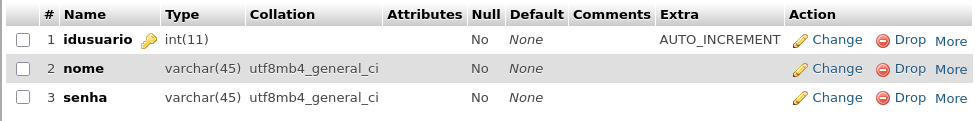 # Name Type Collation Attributes Null Default Comments Extra Action
1 idusuario int(11) No None AUTO_INCREMENT Change Drop More
2 nome varchar(45) utf8mb4_general_ci No None Change Drop More
3 senha varchar(45) utf8mb4_general_ci No None Change Drop More